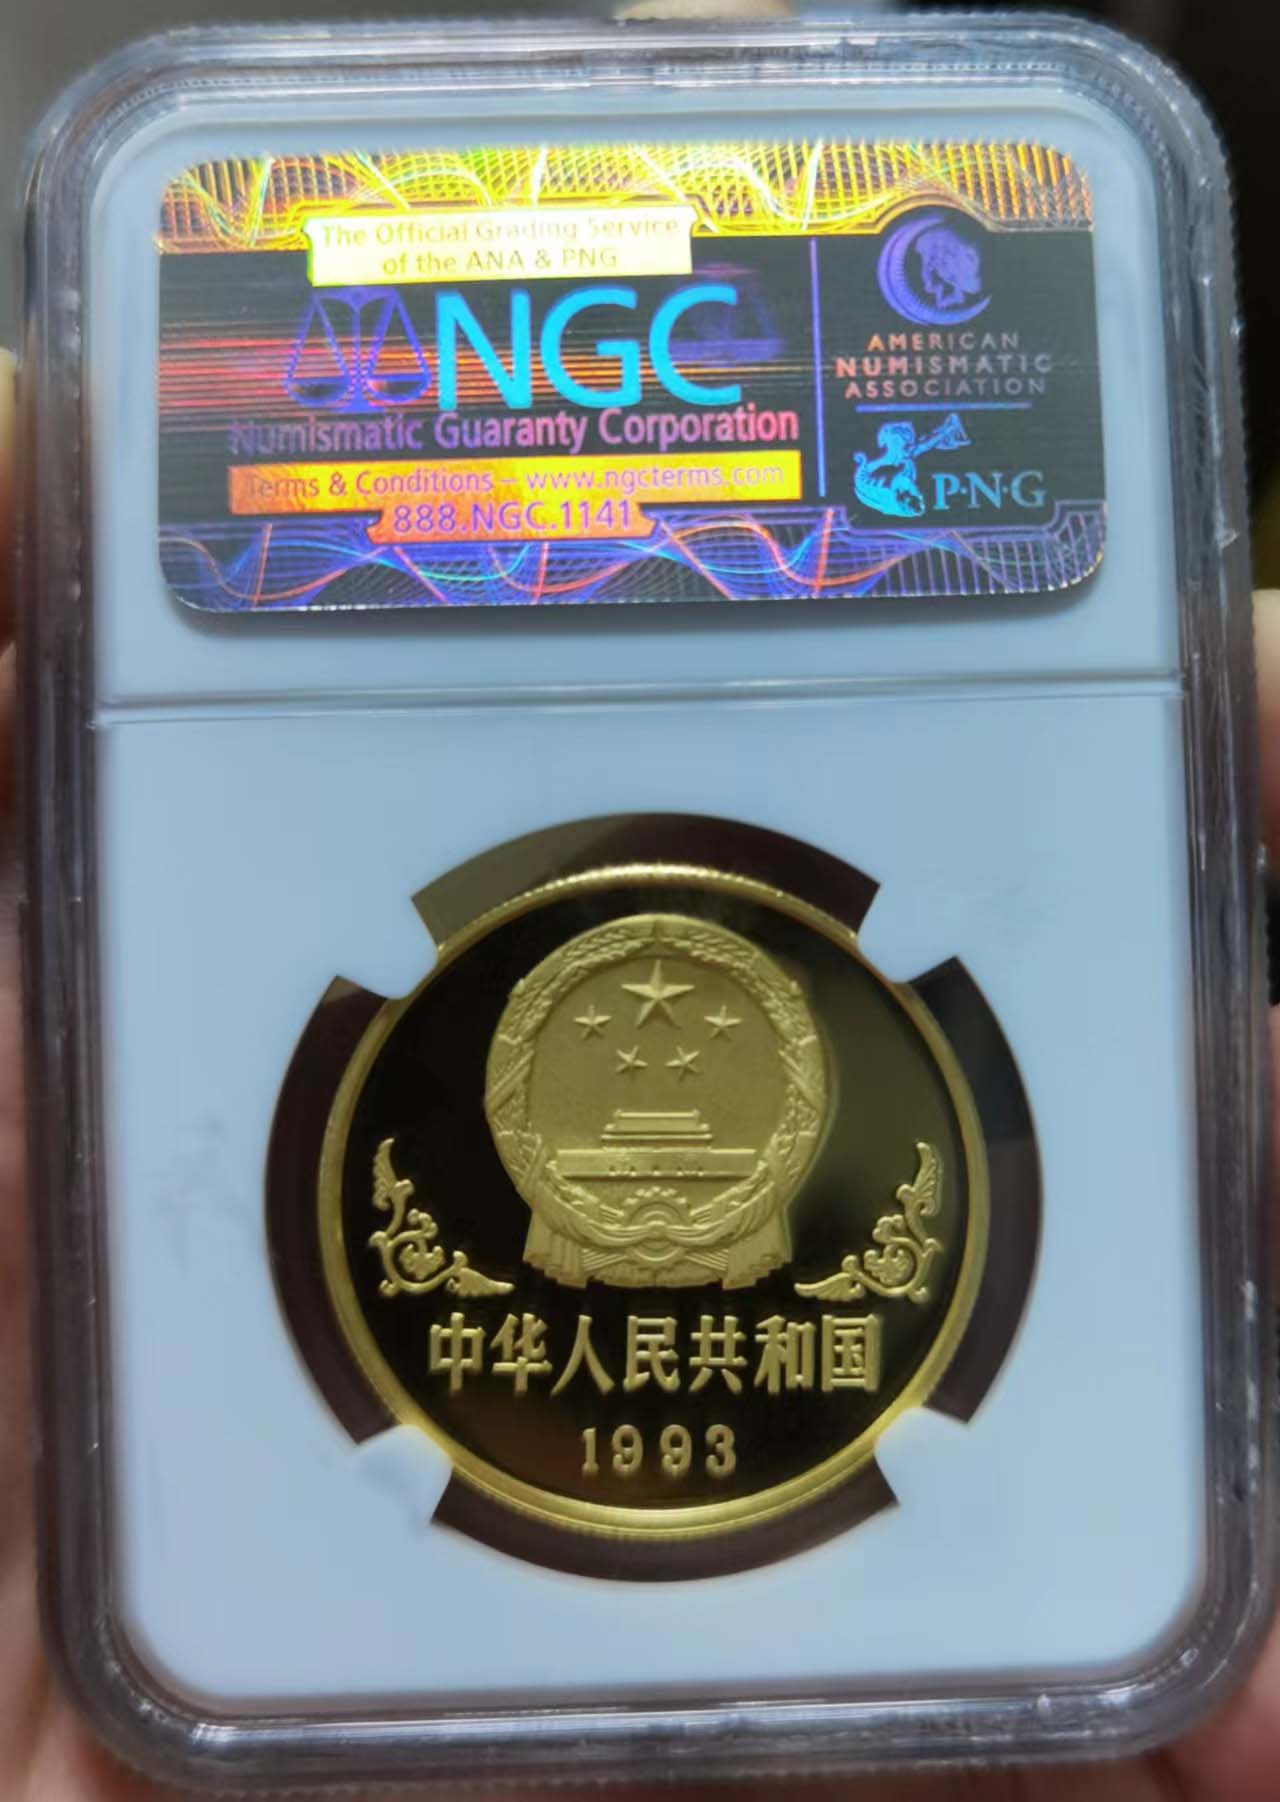 The Official Grading Service
of the ANA & PNG
NGC
Numismatic Guaranty Corporation
Terms & Conditions – www.ngcterms.com
888.NGC.1141
AMERICAN
NUMISMATIC
ASSOCIATION
P·N·G
中华人民共和国
1993